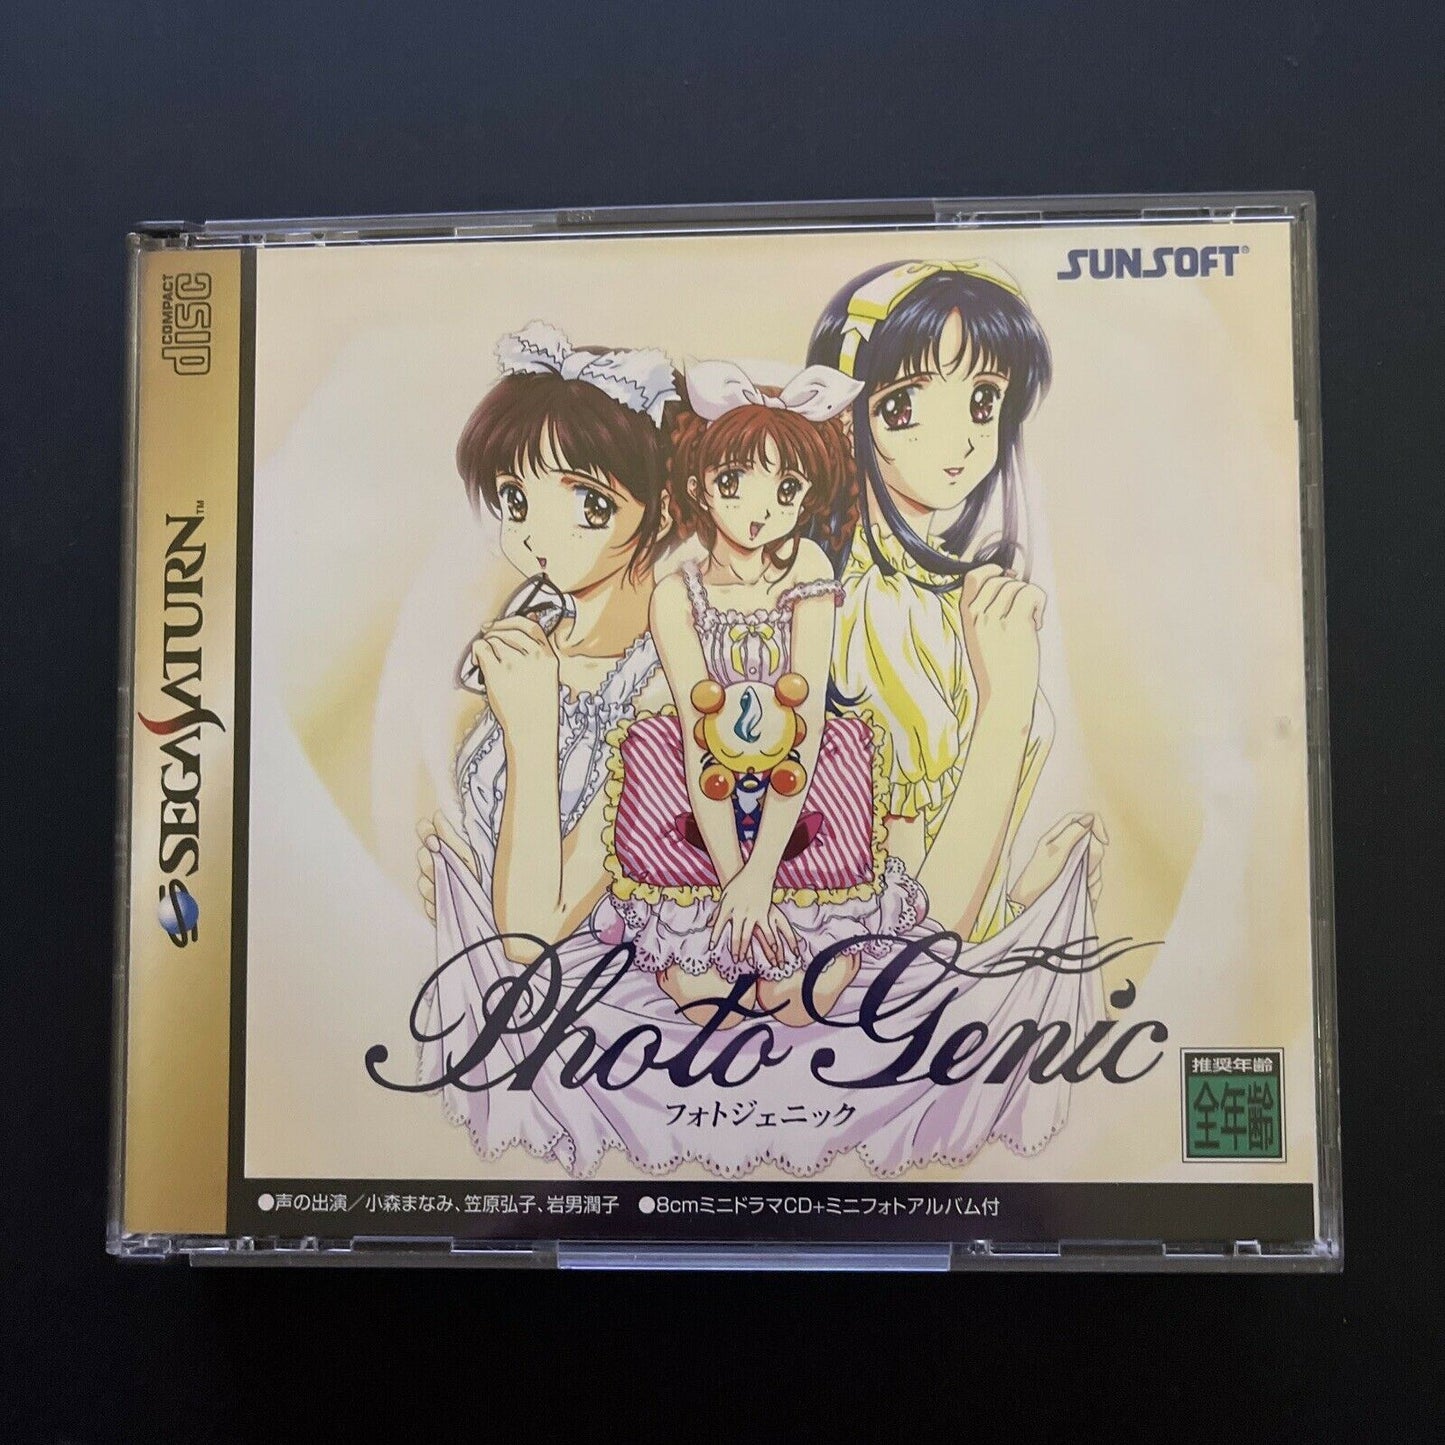 COMPACT
disc
SEGA SATURN™
SUNSOFT®
Photo Genic
フォトジェニック
推奨年齢
全年齢
●声の出演／小森まなみ、笠原弘子、岩男潤子 ●8cmミニドラマCD+ミニフォトアルバム付